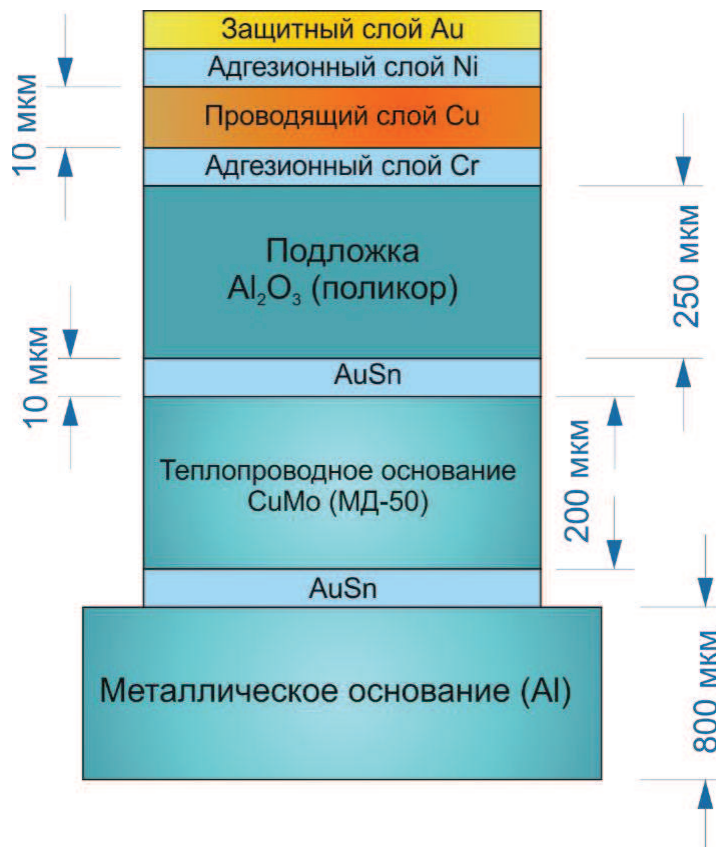 Защитный слой Au
Адгезионный слой Ni
Проводящий слой Cu
Адгезионный слой Cr
10 мкм
Подложка
Al₂O₃ (поликор)
250 мкм
AuSn
10 мкм
Теплопроводное основание
CuMo (МД-50)
200 мкм
AuSn
Металлическое основание (Al)
800 мкм